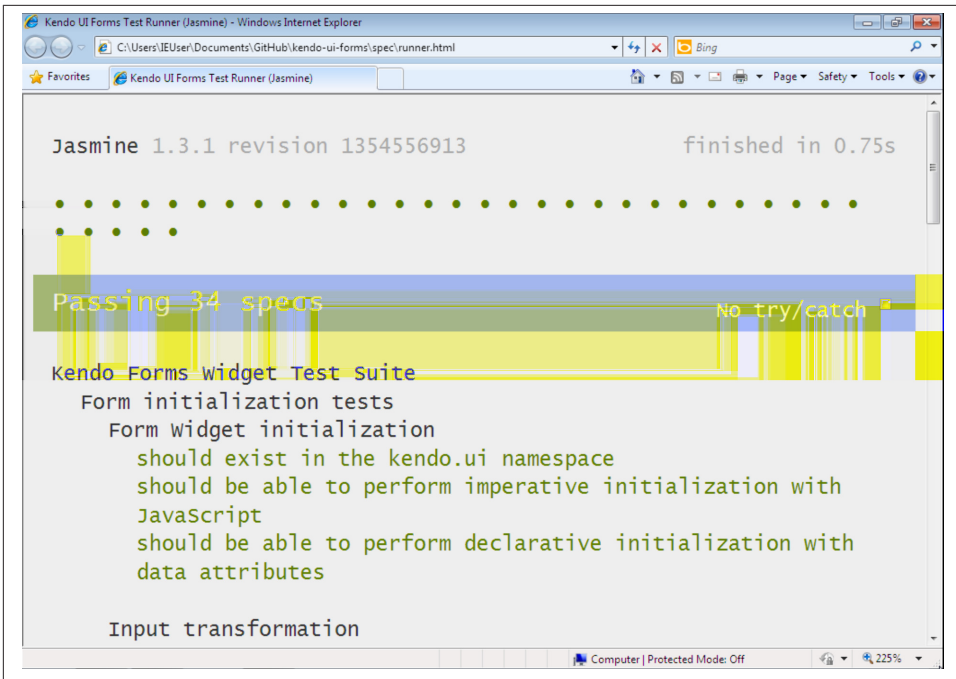 Kendo UI Forms Test Runner (Jasmine) - Windows Internet Explorer
C:\Users\IEUser\Documents\GitHub\kendo-ui-forms\spec\runner.html
Bing
Favorites
Kendo UI Forms Test Runner (Jasmine)
Page
Safety
Tools
Jasmine 1.3.1 revision 1354556913
finished in 0.75s
Passing 34 specs
No try/catch
Kendo Forms Widget Test Suite
Form initialization tests
Form Widget initialization
should exist in the kendo.ui namespace
should be able to perform imperative initialization with
JavaScript
should be able to perform declarative initialization with
data attributes
Input transformation
Computer | Protected Mode: Off
225%